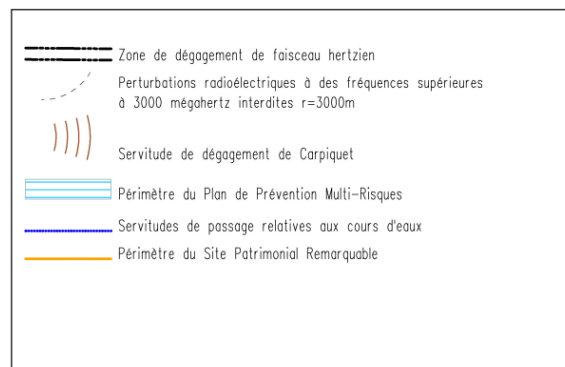 Zone de dégagement de faisceau hertzien
Perturbations radioélectriques à des fréquences supérieures
à 3000 mégahertz interdites r=3000m
Servitude de dégagement de Carpiquet
Périmètre du Plan de Prévention Multi-Risques
Servitudes de passage relatives aux cours d'eaux
Périmètre du Site Patrimonial Remarquable